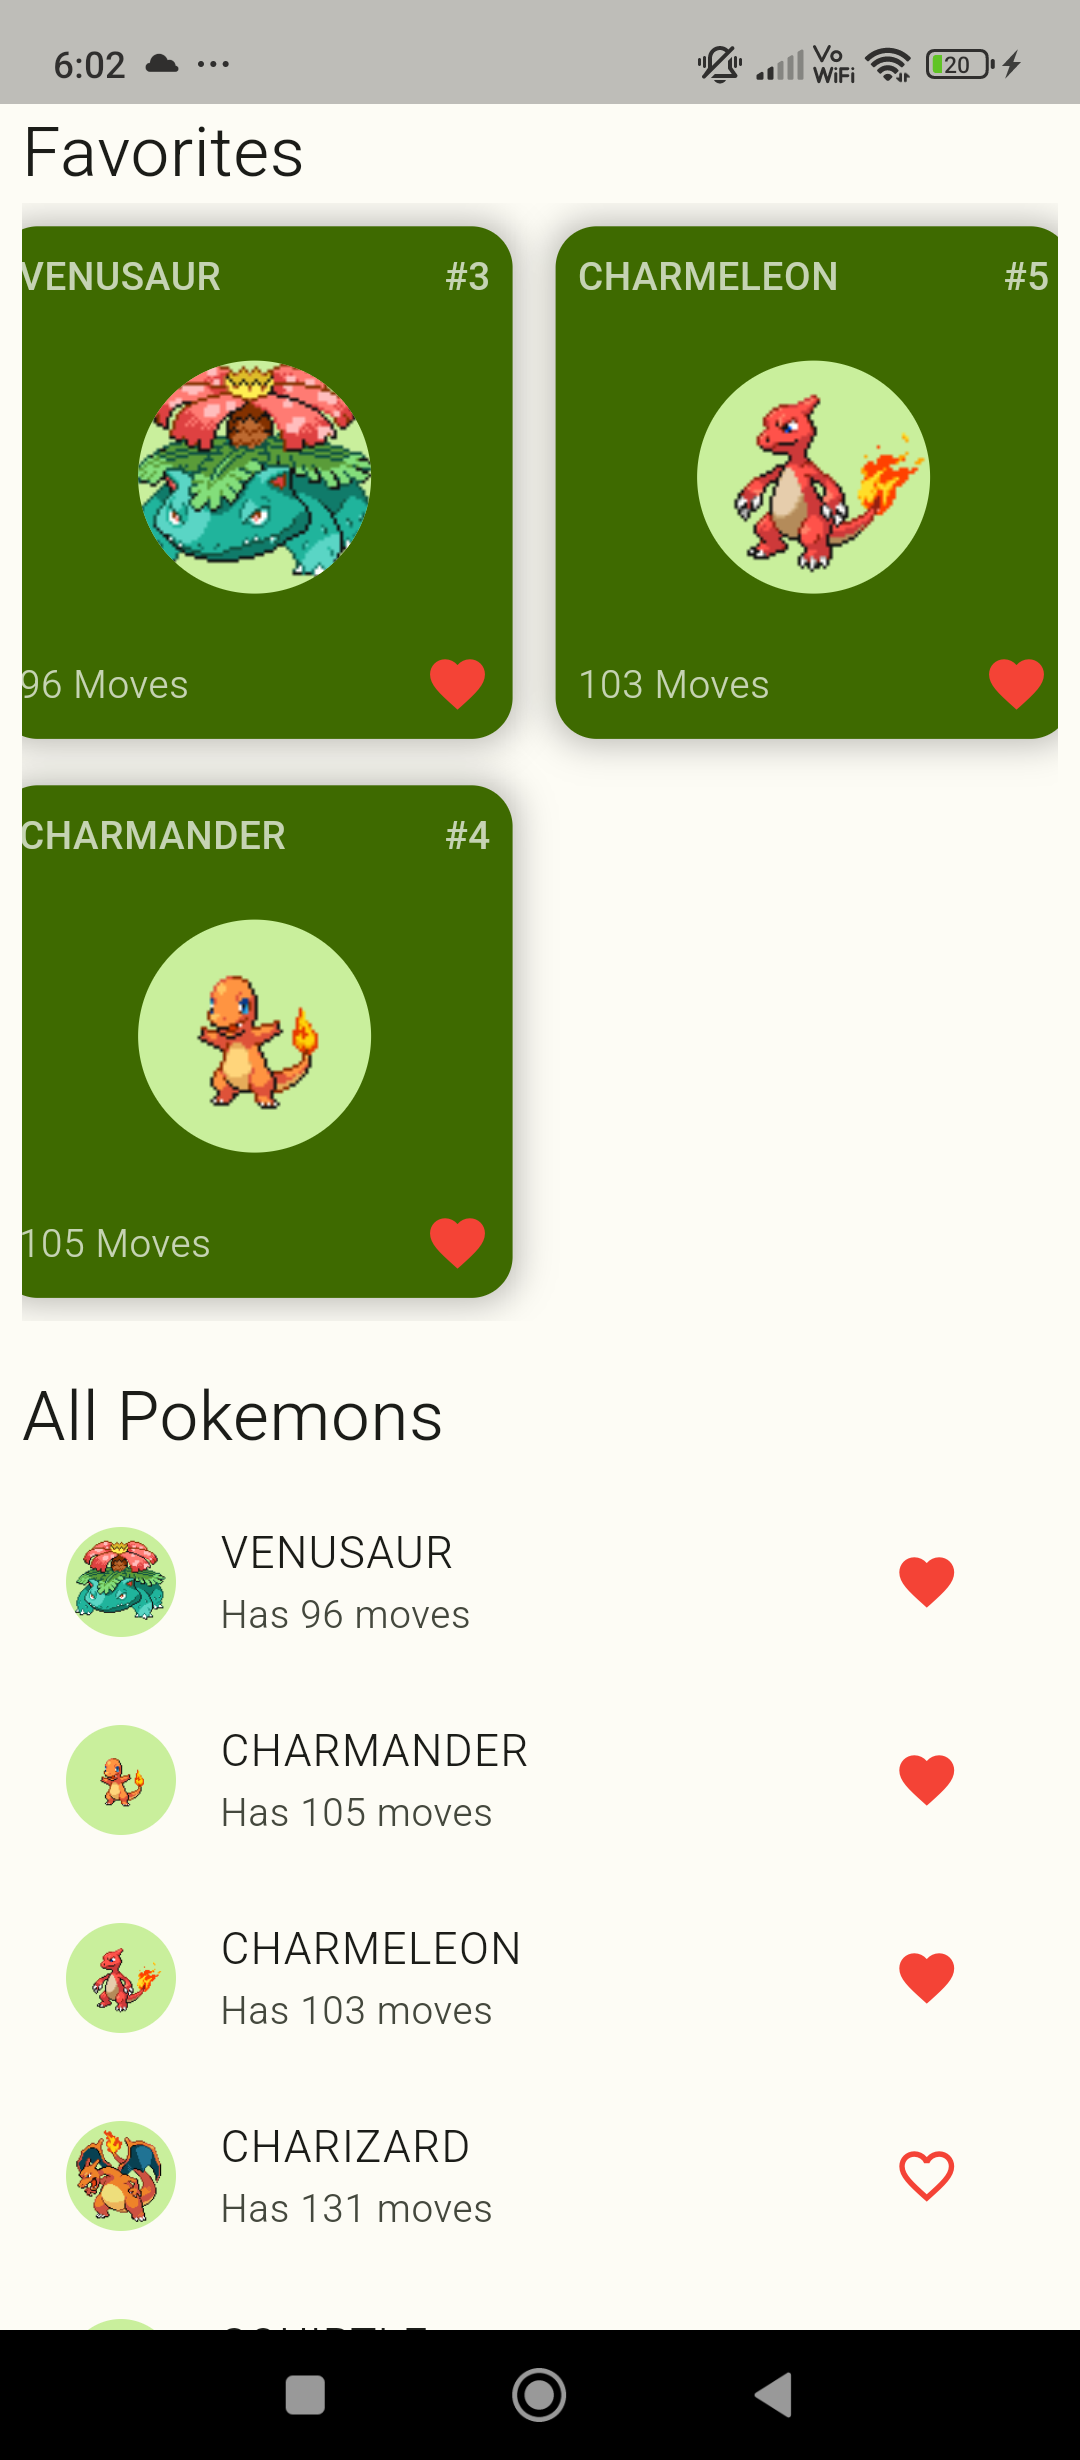 6:02
Vo
WiFi
20
Favorites
VENUSAUR #3
CHARMELEON #5
96 Moves
103 Moves
CHARMANDER #4
105 Moves
All Pokemons
VENUSAUR
Has 96 moves
CHARMANDER
Has 105 moves
CHARMELEON
Has 103 moves
CHARIZARD
Has 131 moves